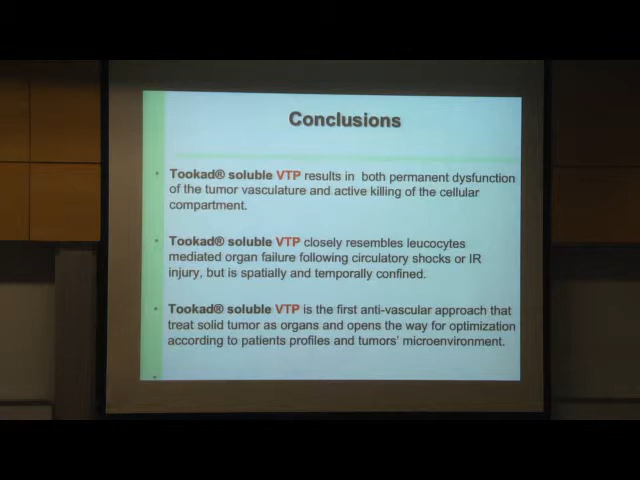 Conclusions
• Tookad® soluble VTP results in both permanent dysfunction
of the tumor vasculature and active killing of the cellular
compartment.
• Tookad® soluble VTP closely resembles leucocytes
mediated organ failure following circulatory shocks or IR
injury, but is spatially and temporally confined.
• Tookad® soluble VTP is the first anti-vascular approach that
treat solid tumor as organs and opens the way for optimization
according to patients profiles and tumors' microenvironment.
•